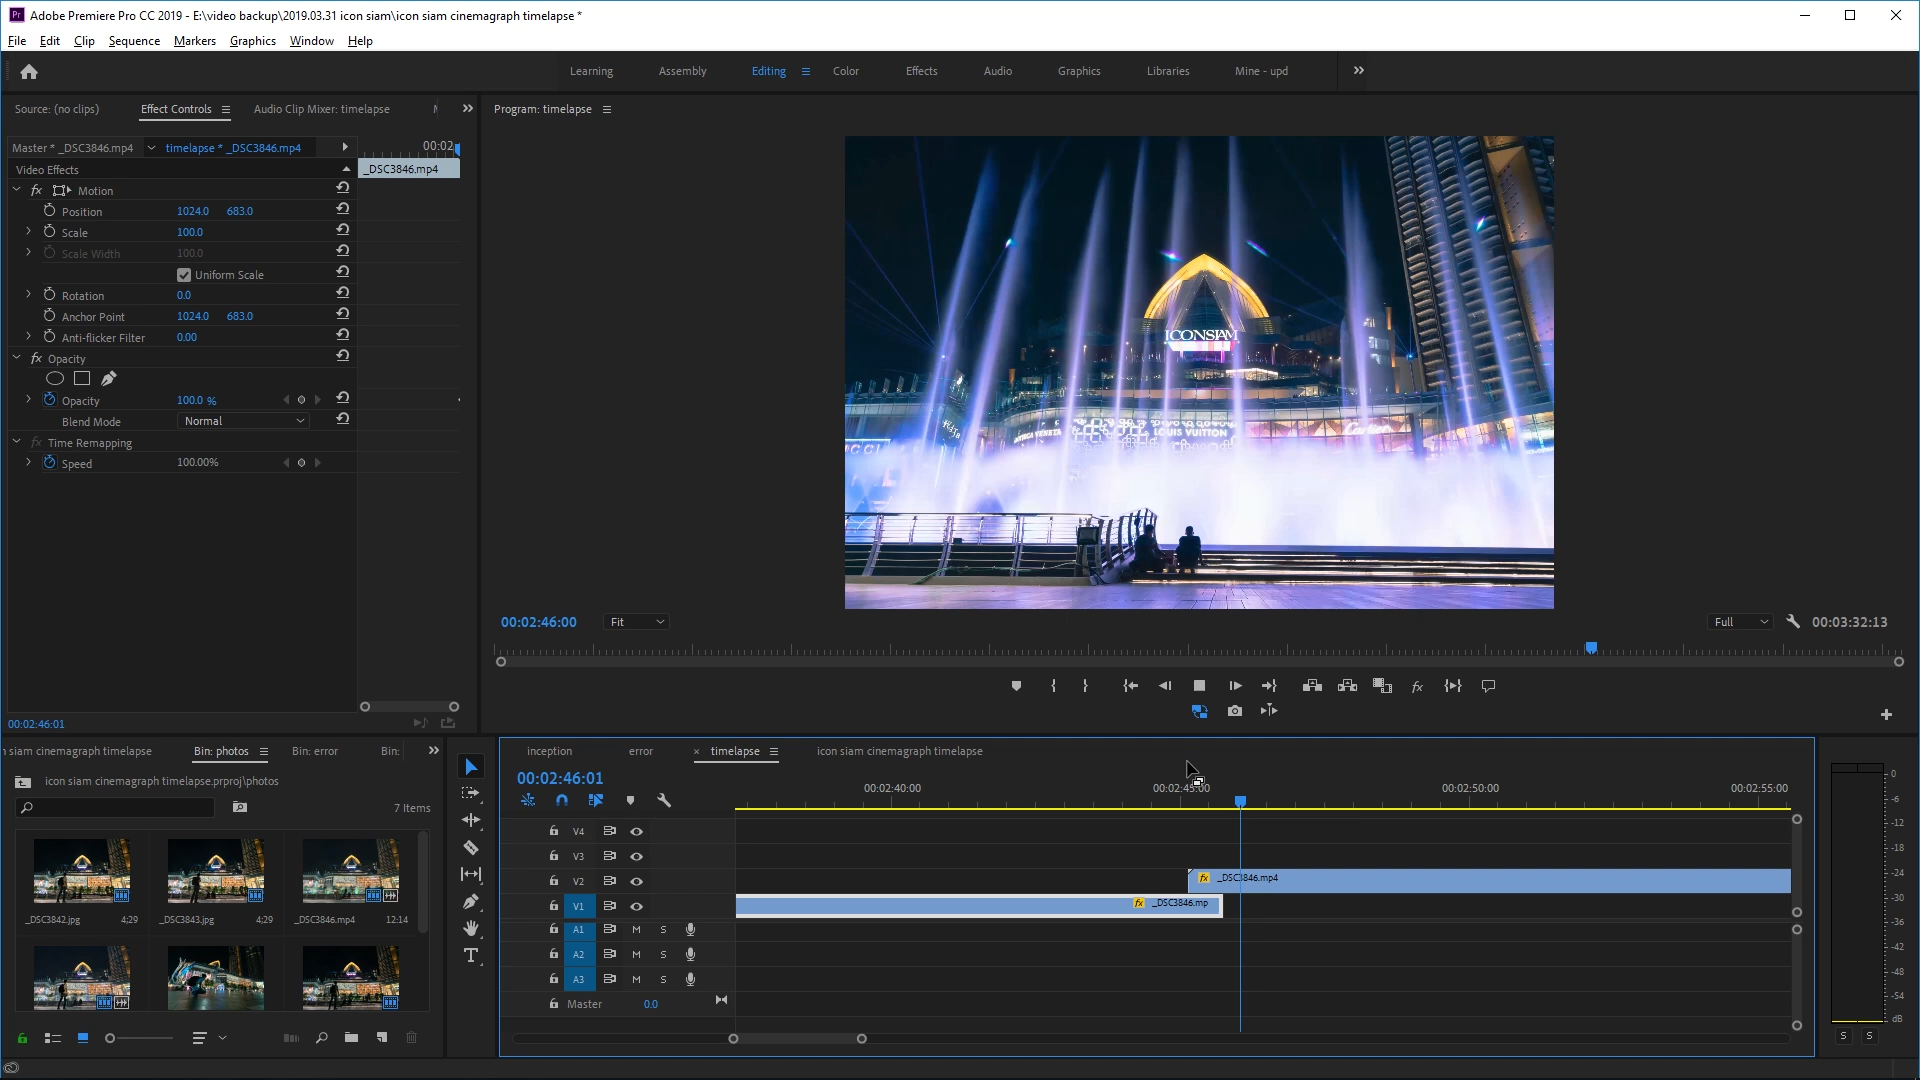 Adobe Premiere Pro CC 2019 - E:\video backup\2019.03.31 icon siam\icon siam cinemagraph timelapse *
File Edit Clip Sequence Markers Graphics Window Help
Learning Assembly Editing Color Effects Audio Graphics Libraries Mine - upd
Source: (no clips) Effect Controls Audio Clip Mixer: timelapse
Program: timelapse
Master * _DSC3846.mp4 timelapse * _DSC3846.mp4 00:02
Video Effects _DSC3846.mp4
fx Motion
Position 1024.0 683.0
Scale 100.0
Scale Width 100.0
Uniform Scale
Rotation 0.0
Anchor Point 1024.0 683.0
Anti-flicker Filter 0.00
fx Opacity
Opacity 100.0 %
Blend Mode Normal
fx Time Remapping
Speed 100.00%
00:02:46:01
ICONSIAM
BOTTEGA VENETA LOUIS VUITTON Cartier
00:02:46:00 Fit Full 00:03:32:13
n siam cinemagraph timelapse Bin: photos Bin: error Bin:
icon siam cinemagraph timelapse.prproj\photos
7 Items
_DSC3842.jpg 4;29 _DSC3843.jpg 4;29 _DSC3846.mp4 12:14
inception error × timelapse icon siam cinemagraph timelapse
00:02:46:01
00:02:40:00 00:02:45:00 00:02:50:00 00:02:55:00
V4
V3
V2 fx _DSC3846.mp4
V1 fx _DSC3846.mp
A1 M S
A2 M S
A3 M S
Master 0.0
0
-6
-12
-18
-24
-30
-36
-42
-48
-54
dB
S S